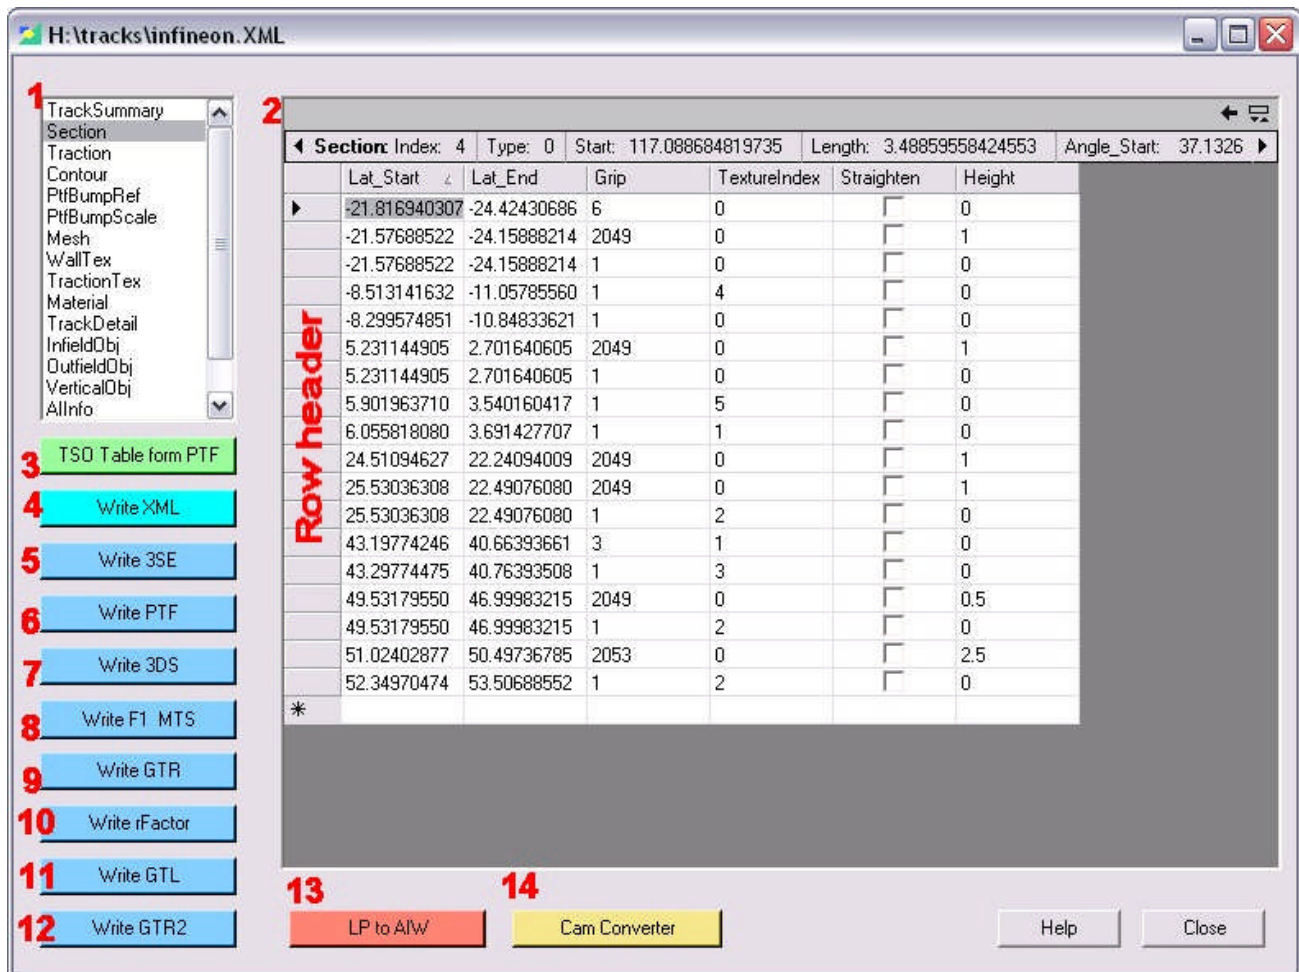 H:\tracks\infineon.XML
1
TrackSummary
Section
Traction
Contour
PtfBumpRef
PtfBumpScale
Mesh
WallTex
TractionTex
Material
TrackDetail
InfieldObj
OutfieldObj
VerticalObj
AIInfo
3 TSO Table form PTF
4 Write XML
5 Write 3SE
6 Write PTF
7 Write 3DS
8 Write F1 MTS
9 Write GTR
10 Write rFactor
11 Write GTL
12 Write GTR2
2
Section: Index: 4 Type: 0 Start: 117.088684819735 Length: 3.48859558424553 Angle_Start: 37.1326
Lat_Start Lat_End Grip TextureIndex Straighten Height
-21.816940307 -24.42430686 6 0 0
-21.57688522 -24.15888214 2049 0 1
-21.57688522 -24.15888214 1 0 0
-8.513141632 -11.05785560 1 4 0
-8.299574851 -10.84833621 1 0 0
5.231144905 2.701640605 2049 0 1
5.231144905 2.701640605 1 0 0
5.901963710 3.540160417 1 5 0
6.055818080 3.691427707 1 1 0
24.51094627 22.24094009 2049 0 1
25.53036308 22.49076080 2049 0 1
25.53036308 22.49076080 1 2 0
43.19774246 40.66393661 3 1 0
43.29774475 40.76393508 1 3 0
49.53179550 46.99983215 2049 0 0.5
49.53179550 46.99983215 1 2 0
51.02402877 50.49736785 2053 0 2.5
52.34970474 53.50688552 1 2 0
*
Row header
13 LP to AIW
14 Cam Converter
Help
Close